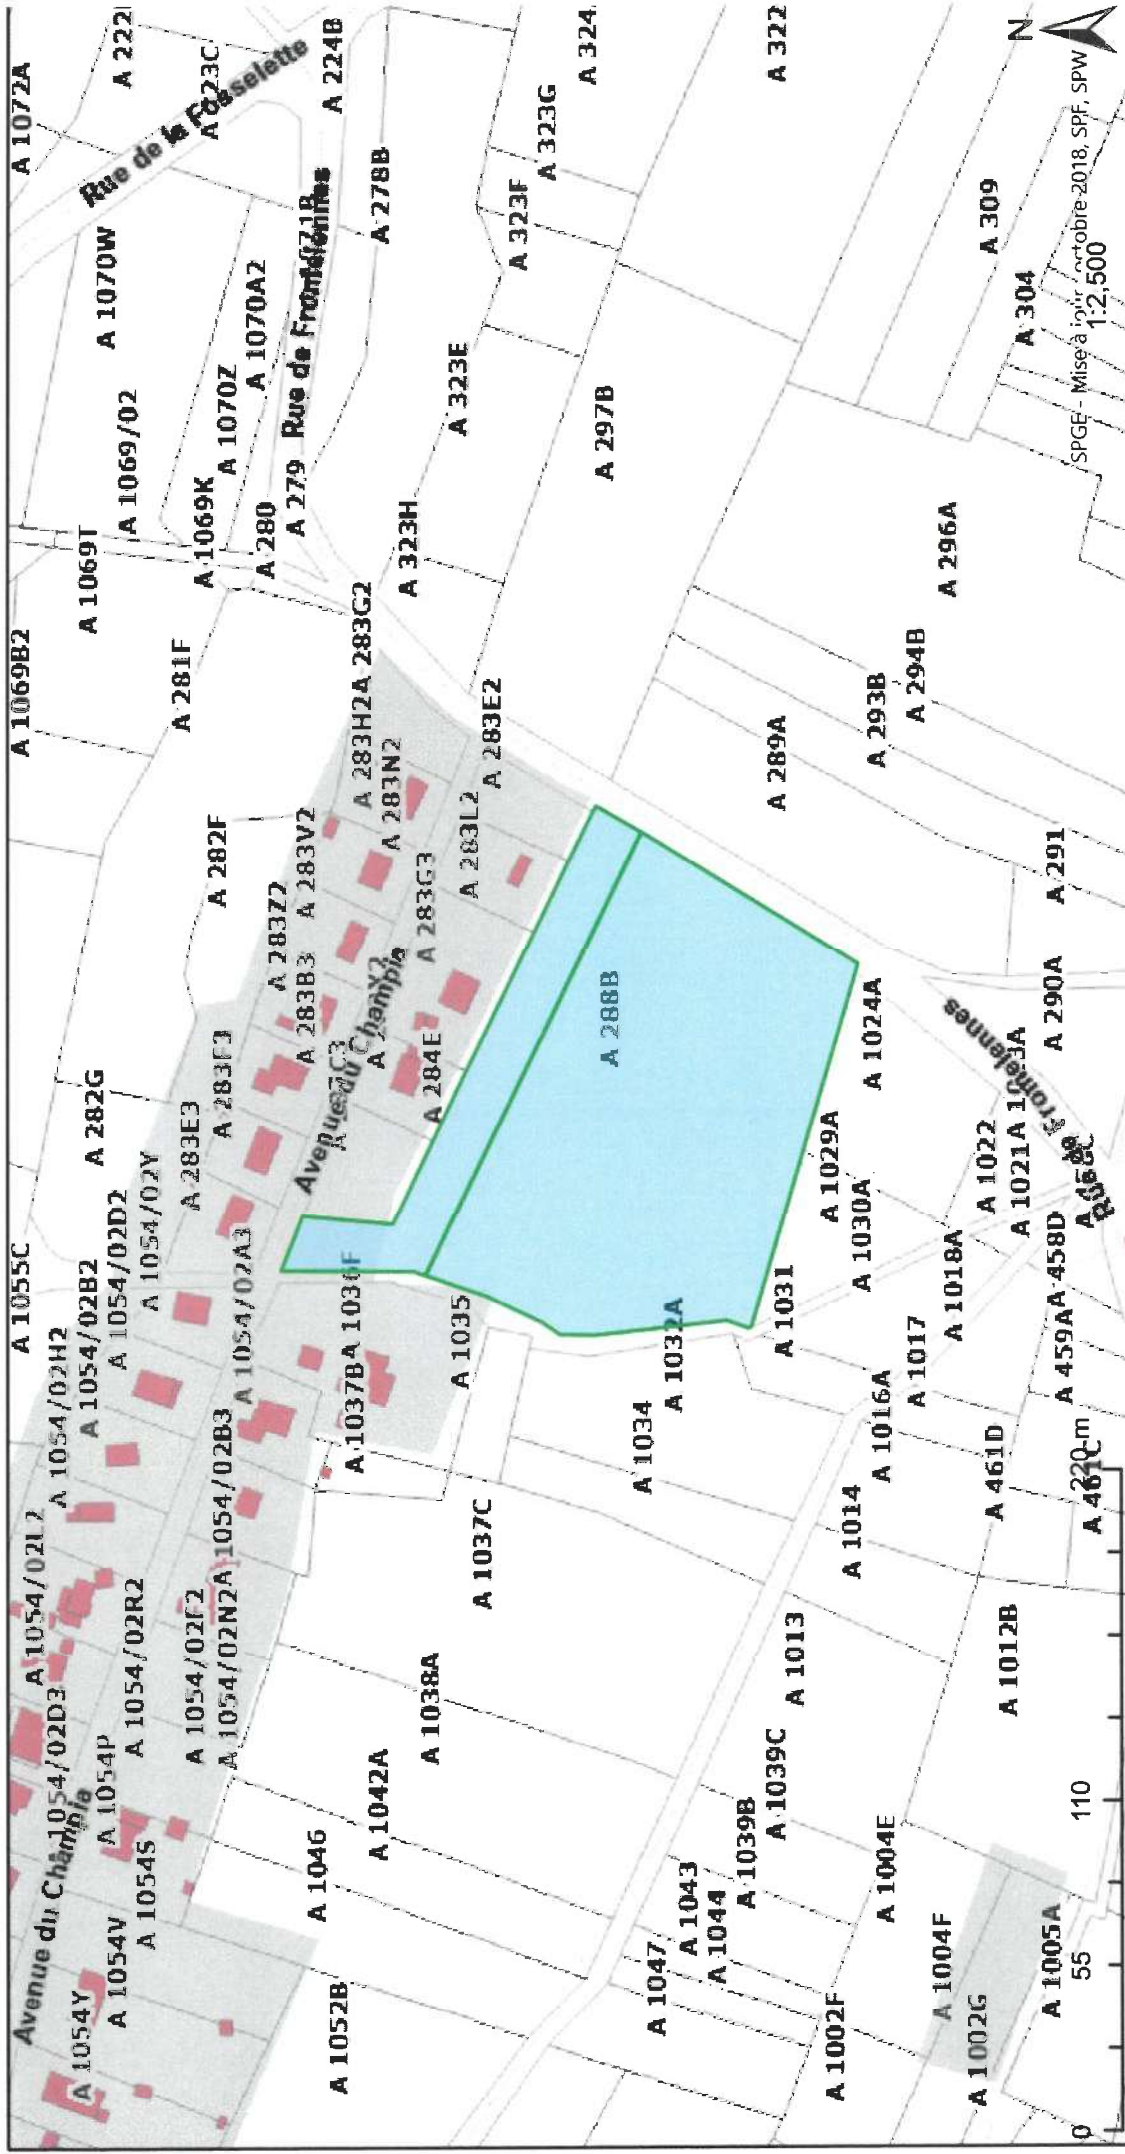 A 1072A
A 222
Rue de la Fosselette
A 224B
A 324
A 322
N
A 1070W
A 278B
A 323G
A 323F
A 309
A 1070A2
A 1070Z
Rue de Fromelennes
A 323E
A 297B
A 304
SPGE - Mise à jour octobre 2018, SPF, SPW
1:2,500
A 1069/02
A 1069K
A 279
A 280
A 1069T
A 323H
A 296A
A 1069B2
A 281F
A 283G2
A 283H2
A 283E2
A 283N2
A 289A
A 293B
A 294B
A 282F
A 283V2
A 283L2
A 283Z2
A 283G3
A 291
A 283B3
A 288B
A 290A
A 283F3
A 284E
Avenue du Champia
A 1024A
Rue de Fromelennes
A 282G
A 283E3
A 1029A
A 1022
A 1021A
A 1055C
A 1054/02Y
A 1054/02D2
A 1054/02B2
A 1054/02A3
A 1030A
A 458D
A 1018A
A 1054/02H2
A 1036F
A 1037B
A 1035
A 1032A
A 1031
A 1017
A 459A
A 1034
A 1016A
A 1054/02L2
A 1054/02B3
A 1037C
A 1014
A 461D
A 461C
220 m
A 1054/02R2
A 1054/02F2
A 1054/02N2
A 1054/02D3
A 1038A
A 1013
A 1012B
A 1054P
A 1042A
A 1039C
Avenue du Champia
A 1054S
A 1046
A 1039B
A 1004E
110
A 1054V
A 1043
A 1044
A 1054Y
A 1052B
A 1047
A 1004F
A 1005A
A 1002F
A 1002G
55
0